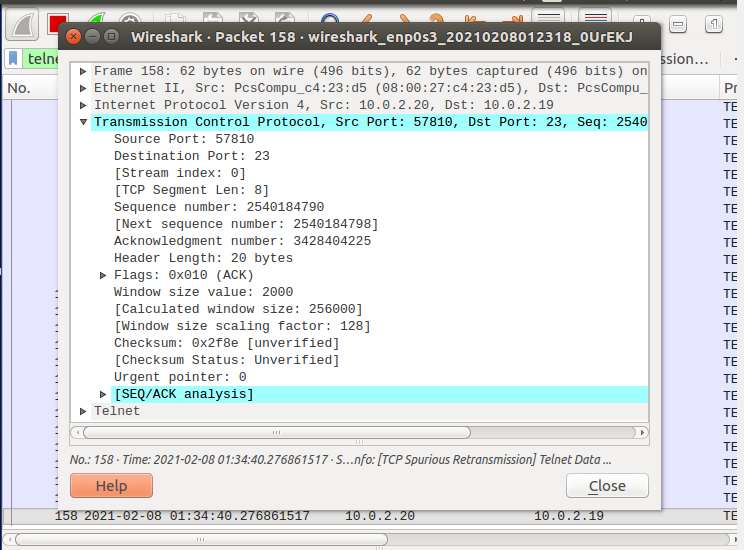 Wireshark · Packet 158 · wireshark_enp0s3_20210208012318_0UrEKJ
telne
ssion…
No.
Pr
Frame 158: 62 bytes on wire (496 bits), 62 bytes captured (496 bits) on
Ethernet II, Src: PcsCompu_c4:23:d5 (08:00:27:c4:23:d5), Dst: PcsCompu_
Internet Protocol Version 4, Src: 10.0.2.20, Dst: 10.0.2.19
Transmission Control Protocol, Src Port: 57810, Dst Port: 23, Seq: 2540
Source Port: 57810
Destination Port: 23
[Stream index: 0]
[TCP Segment Len: 8]
Sequence number: 2540184790
[Next sequence number: 2540184798]
Acknowledgment number: 3428404225
Header Length: 20 bytes
Flags: 0x010 (ACK)
Window size value: 2000
[Calculated window size: 256000]
[Window size scaling factor: 128]
Checksum: 0x2f8e [unverified]
[Checksum Status: Unverified]
Urgent pointer: 0
[SEQ/ACK analysis]
Telnet
No.: 158 · Time: 2021-02-08 01:34:40.276861517 · S…nfo: [TCP Spurious Retransmission] Telnet Data ...
Help
Close
158 2021-02-08 01:34:40.276861517 10.0.2.20 10.0.2.19 TE